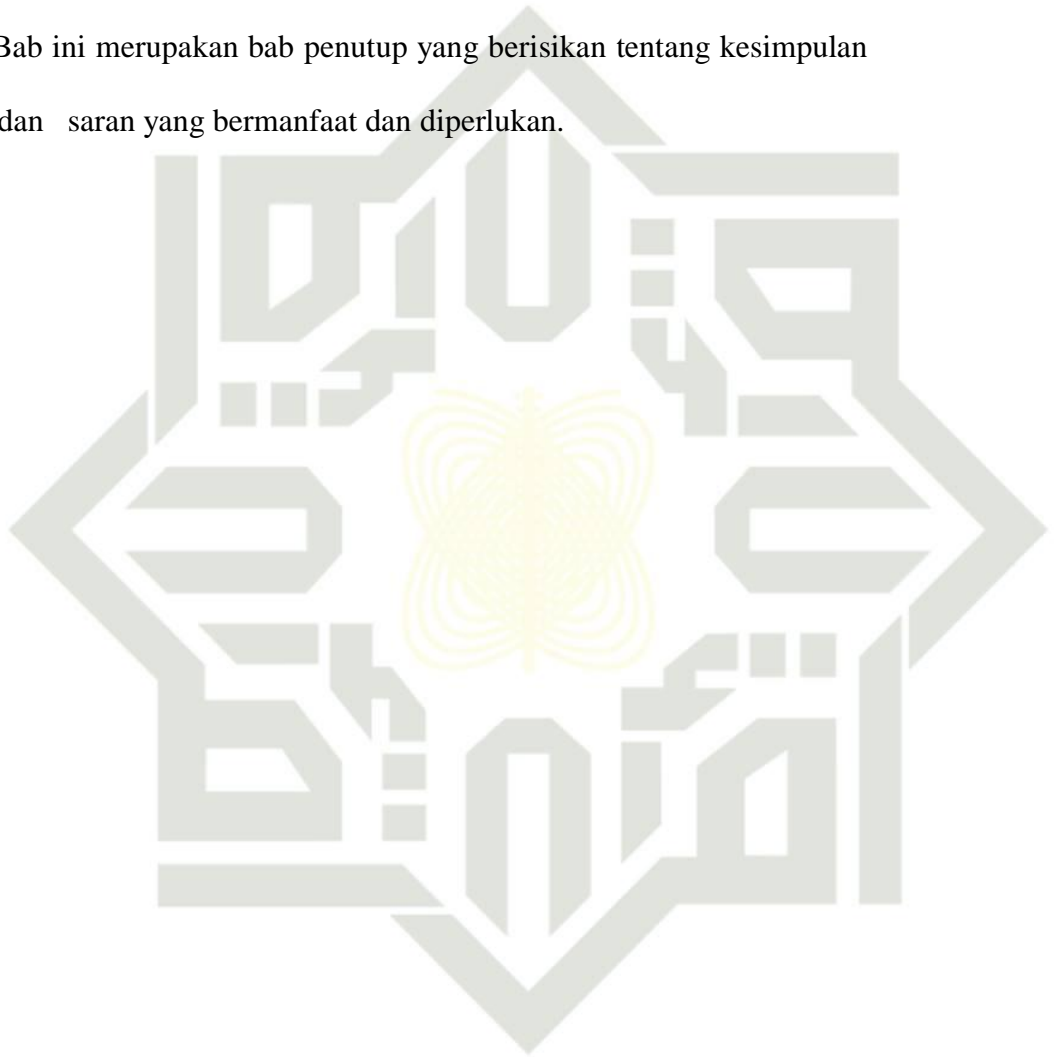 Bab ini merupakan bab penutup yang berisikan tentang kesimpulan
dan   saran yang bermanfaat dan diperlukan.